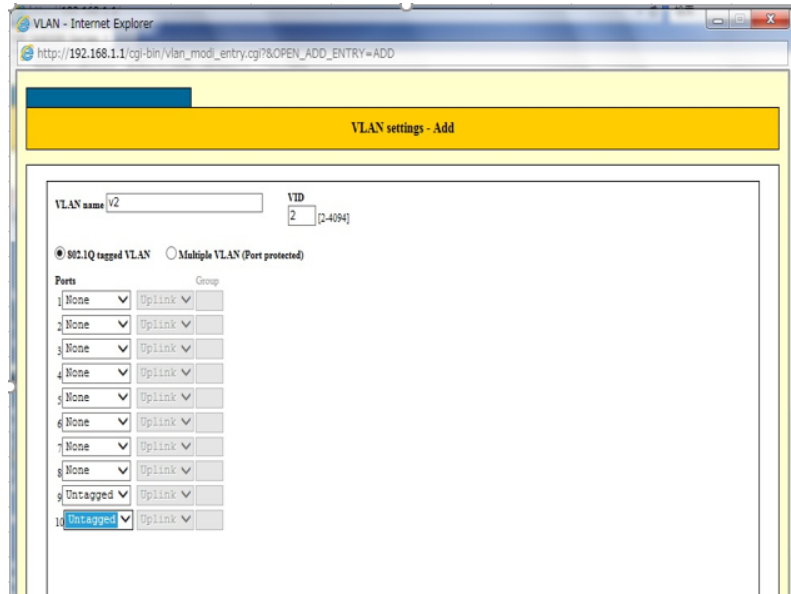 VLAN - Internet Explorer
http://192.168.1.1/cgi-bin/vlan_modi_entry.cgi?&OPEN_ADD_ENTRY=ADD
VLAN settings - Add
VLAN name v2 VID 2 [2-4094]
802.1Q tagged VLAN Multiple VLAN (Port protected)
Ports Group
1 None Uplink
2 None Uplink
3 None Uplink
4 None Uplink
5 None Uplink
6 None Uplink
7 None Uplink
8 None Uplink
9 Untagged Uplink
10 Untagged Uplink